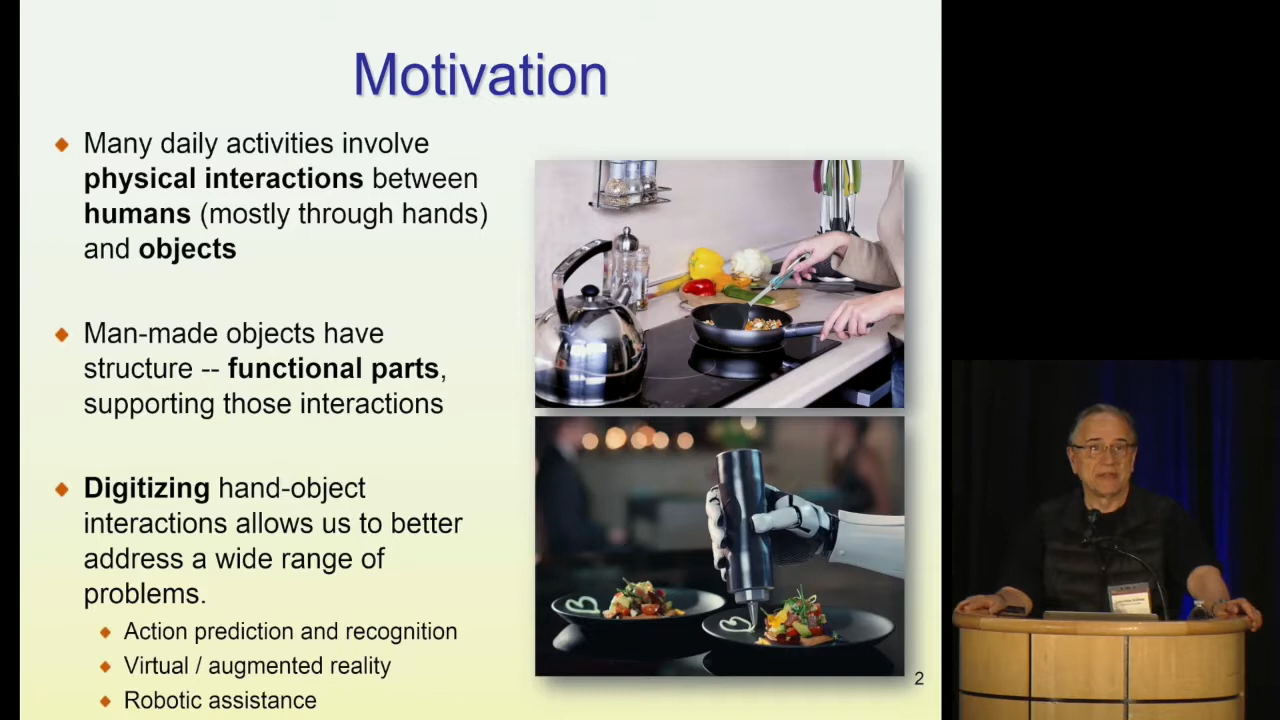 Motivation
Many daily activities involve
physical interactions between
humans (mostly through hands)
and objects
Man-made objects have
structure -- functional parts,
supporting those interactions
Digitizing hand-object
interactions allows us to better
address a wide range of
problems.
Action prediction and recognition
Virtual / augmented reality
Robotic assistance
2